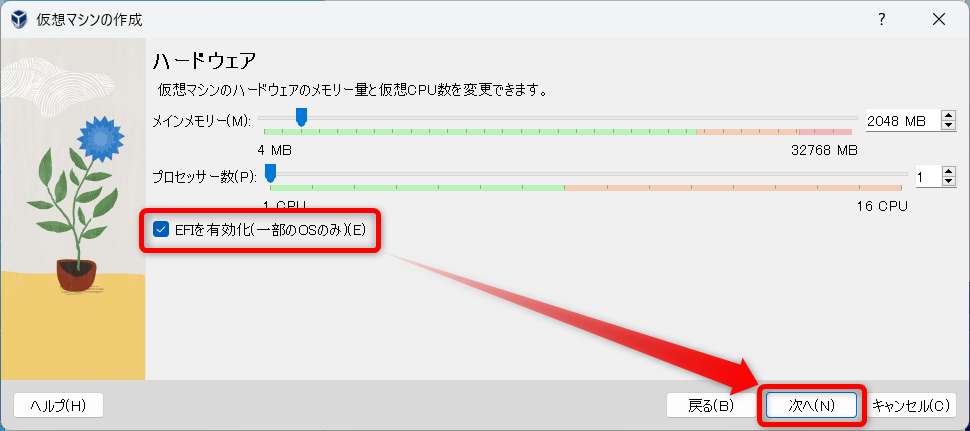 仮想マシンの作成
?
ハードウェア
仮想マシンのハードウェアのメモリー量と仮想CPU数を変更できます。
メインメモリー(M):
2048 MB
4 MB
32768 MB
プロセッサー数(P):
1
1 CPU
16 CPU
EFIを有効化(一部のOSのみ)(E)
ヘルプ(H)
戻る(B)
次へ(N)
キャンセル(C)